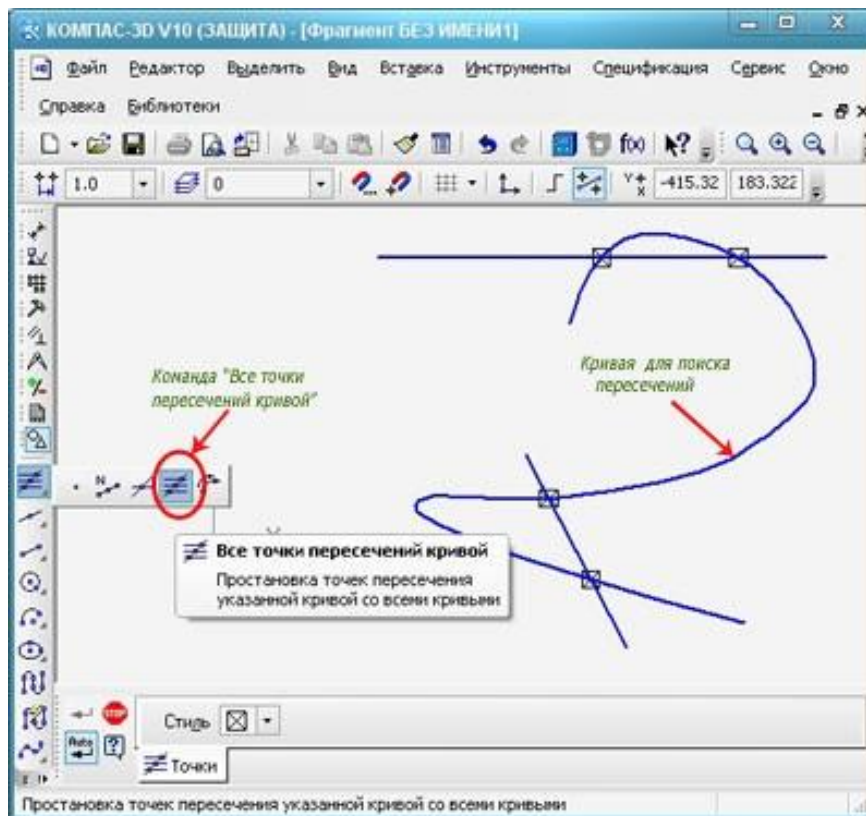 КОМПАС-3D V10 (ЗАЩИТА) - [Фрагмент БЕЗ ИМЕНИ1]
Файл Редактор Выделить Вид Вставка Инструменты Спецификация Сервис Окно
Справка Библиотеки
f(x)
1.0 0 Y X -415.32 183.322
Команда "Все точки
пересечений кривой"
Кривая для поиска
пересечений
N
Все точки пересечений кривой
Простановка точек пересечения
указанной кривой со всеми кривыми
STOP
Стиль
Auto
Точки
Простановка точек пересечения указанной кривой со всеми кривыми